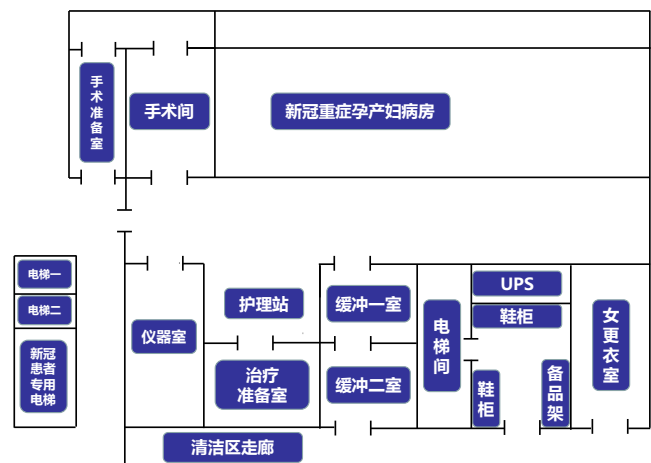 手术准备室
手术间
新冠重症孕产妇病房
电梯一
电梯二
新冠
患者
专用
电梯
仪器室
护理站
治疗
准备室
缓冲一室
缓冲二室
电梯间
UPS
鞋柜
鞋柜
备品架
女更衣室
清洁区走廊